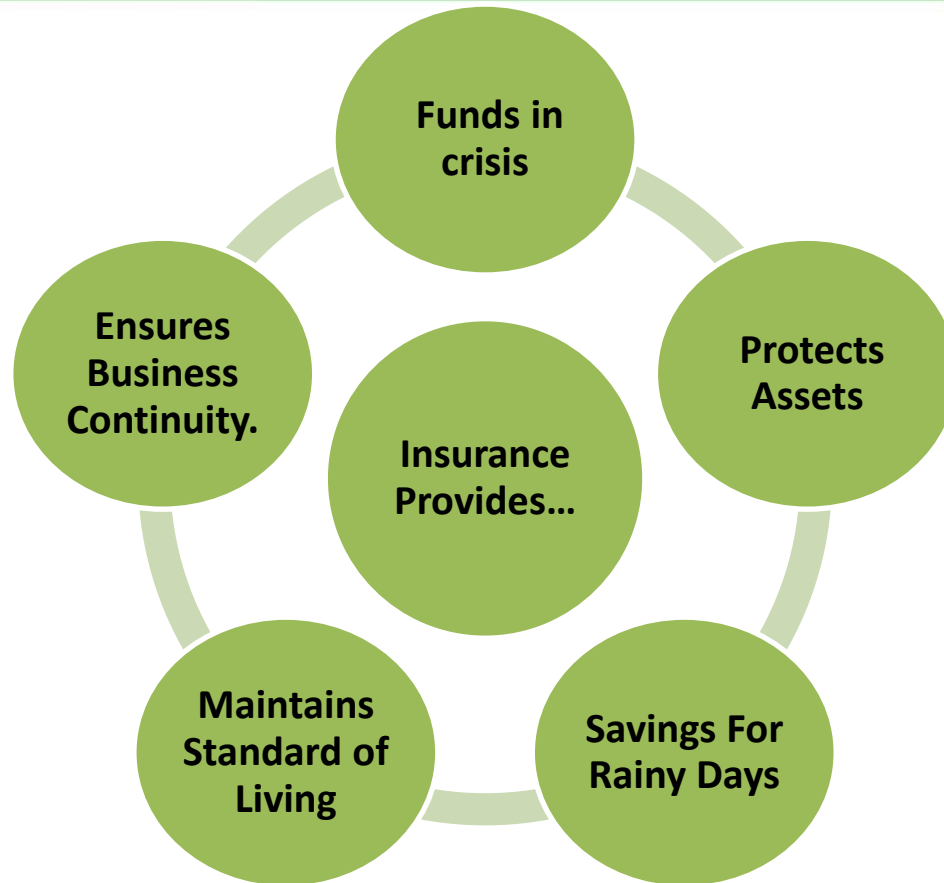 Funds in
crisis
Protects
Assets
Savings For
Rainy Days
Maintains
Standard of
Living
Ensures
Business
Continuity.
Insurance
Provides…